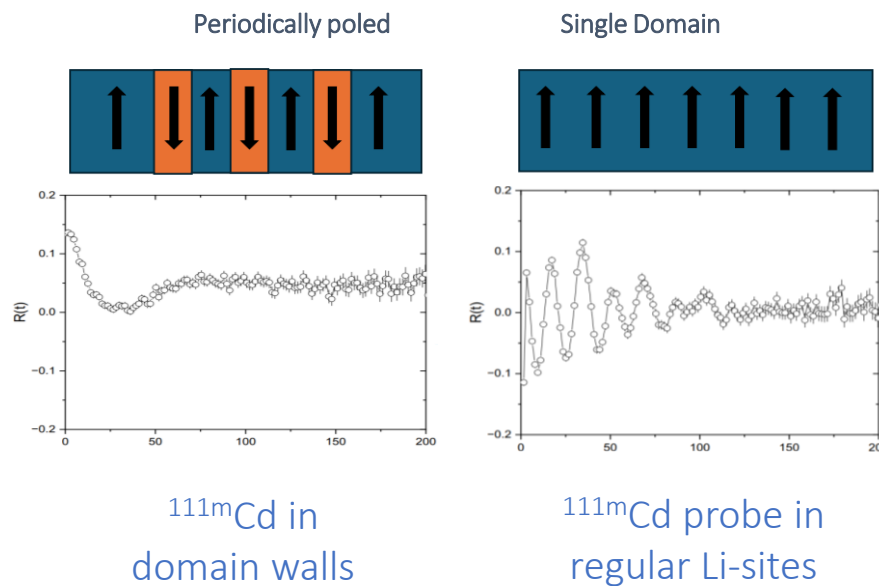 Periodically poled
Single Domain
0.2
0.1
0.0
−0.1
−0.2
R(t)
0
50
100
150
200
0.2
0.1
0.0
−0.1
−0.2
R(t)
0
50
100
150
200
111mCd in
domain walls
111mCd probe in
regular Li-sites